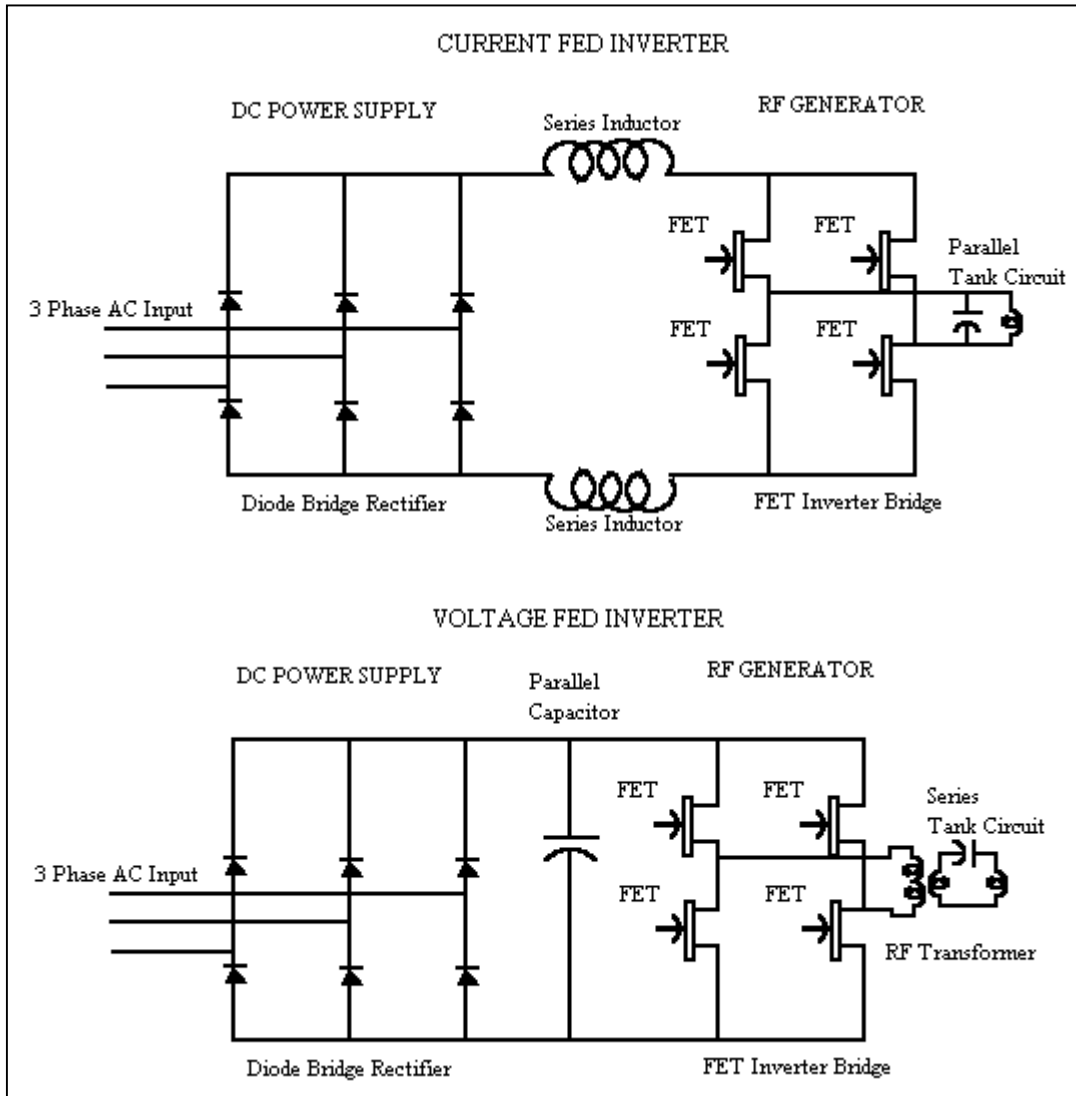 CURRENT FED INVERTER
DC POWER SUPPLY
RF GENERATOR
Series Inductor
FET
FET
Parallel
Tank Circuit
3 Phase AC Input
FET
FET
Diode Bridge Rectifier
Series Inductor
FET Inverter Bridge
VOLTAGE FED INVERTER
DC POWER SUPPLY
Parallel
Capacitor
RF GENERATOR
FET
FET
Series
Tank Circuit
3 Phase AC Input
FET
FET
RF Transformer
Diode Bridge Rectifier
FET Inverter Bridge